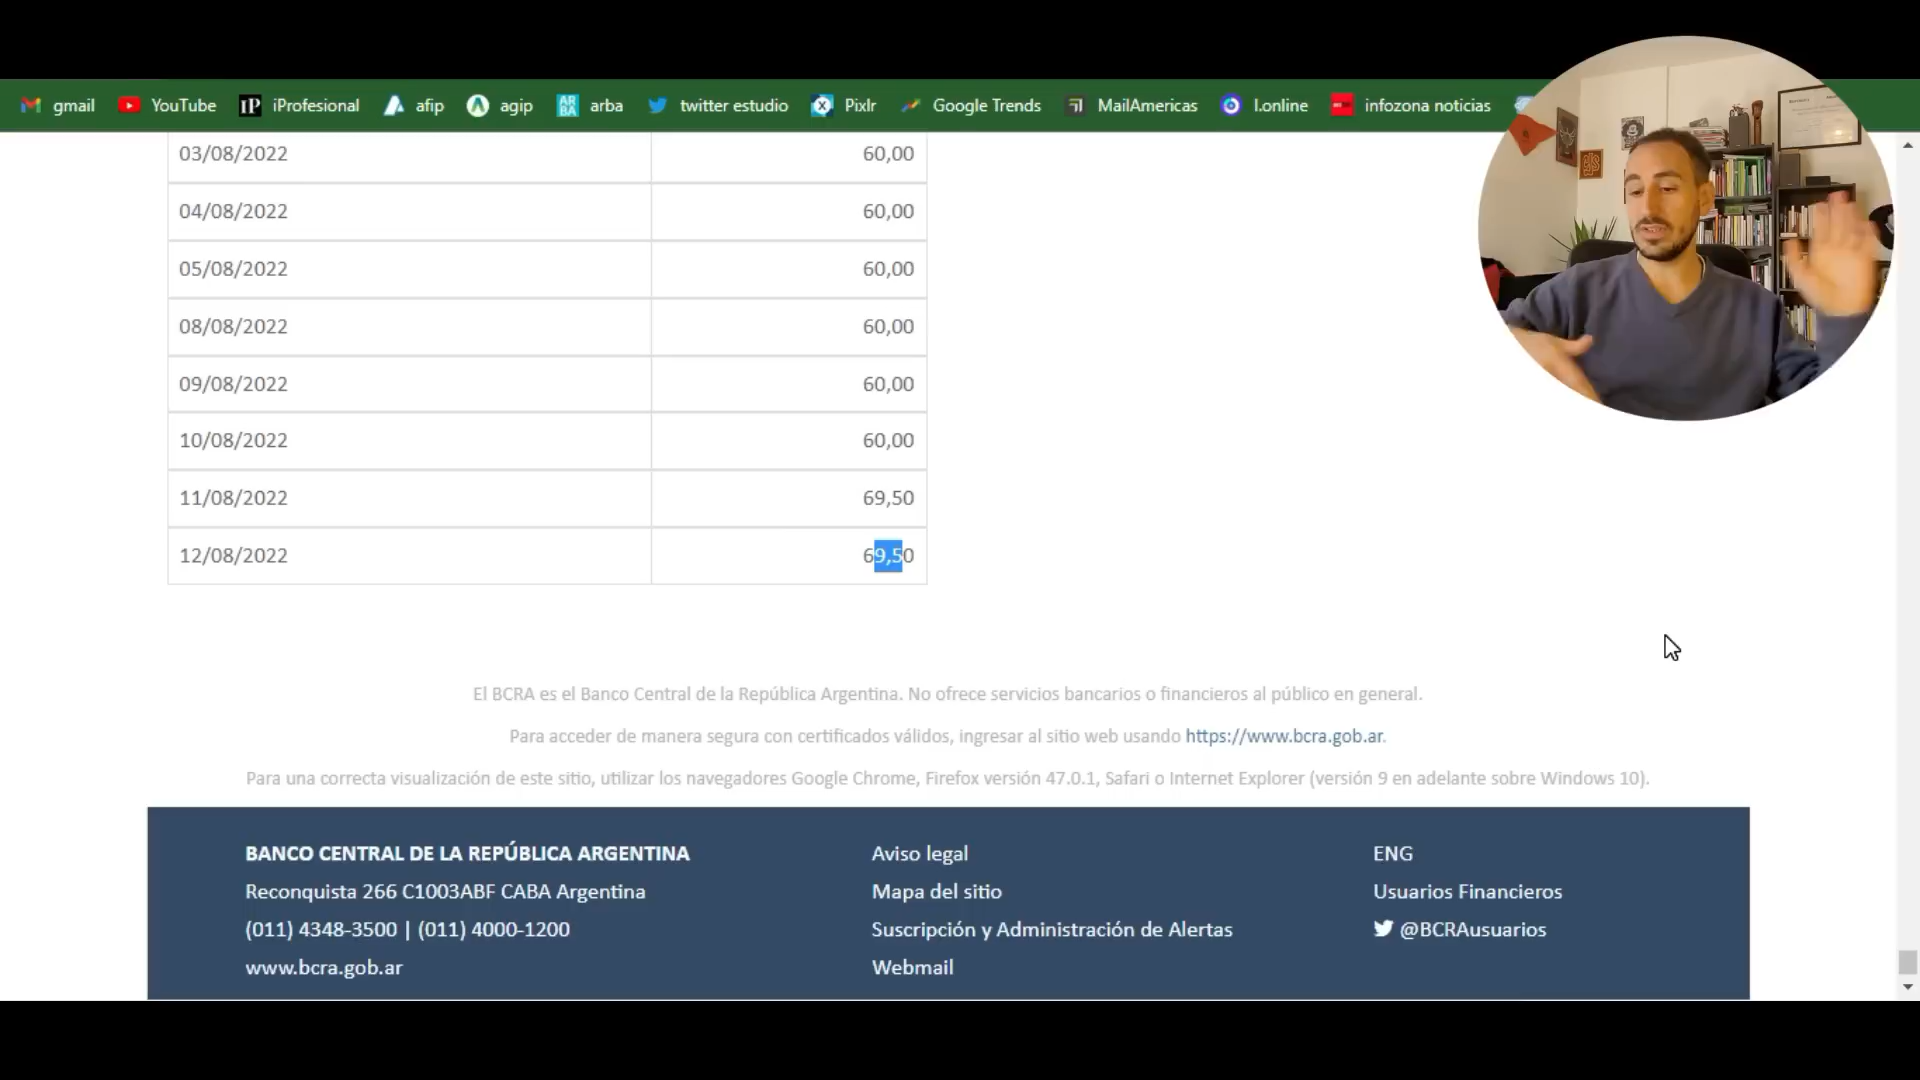 gmail YouTube iProfesional afip agip arba twitter estudio Pixlr Google Trends MailAmericas I.online infozona noticias
03/08/2022 60,00
04/08/2022 60,00
05/08/2022 60,00
08/08/2022 60,00
09/08/2022 60,00
10/08/2022 60,00
11/08/2022 69,50
12/08/2022 69,50
El BCRA es el Banco Central de la República Argentina. No ofrece servicios bancarios o financieros al público en general.
Para acceder de manera segura con certificados válidos, ingresar al sitio web usando https://www.bcra.gob.ar.
Para una correcta visualización de este sitio, utilizar los navegadores Google Chrome, Firefox versión 47.0.1, Safari o Internet Explorer (versión 9 en adelante sobre Windows 10).
BANCO CENTRAL DE LA REPÚBLICA ARGENTINA
Reconquista 266 C1003ABF CABA Argentina
(011) 4348-3500 | (011) 4000-1200
www.bcra.gob.ar
Aviso legal
Mapa del sitio
Suscripción y Administración de Alertas
Webmail
ENG
Usuarios Financieros
@BCRAusuarios